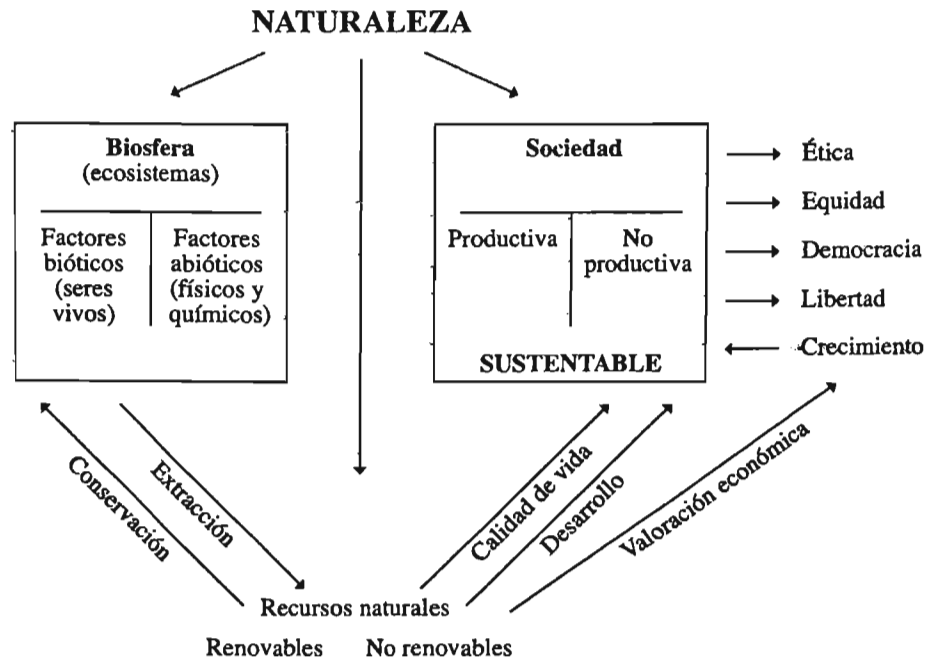 NATURALEZA
Biosfera
(ecosistemas)
Factores
bióticos
(seres
vivos)
Factores
abióticos
(físicos y
químicos)
Sociedad
Productiva
No
productiva
SUSTENTABLE
Ética
Equidad
Democracia
Libertad
Crecimiento
Conservación
Extracción
Calidad de vida
Desarrollo
Valoración económica
Recursos naturales
Renovables No renovables